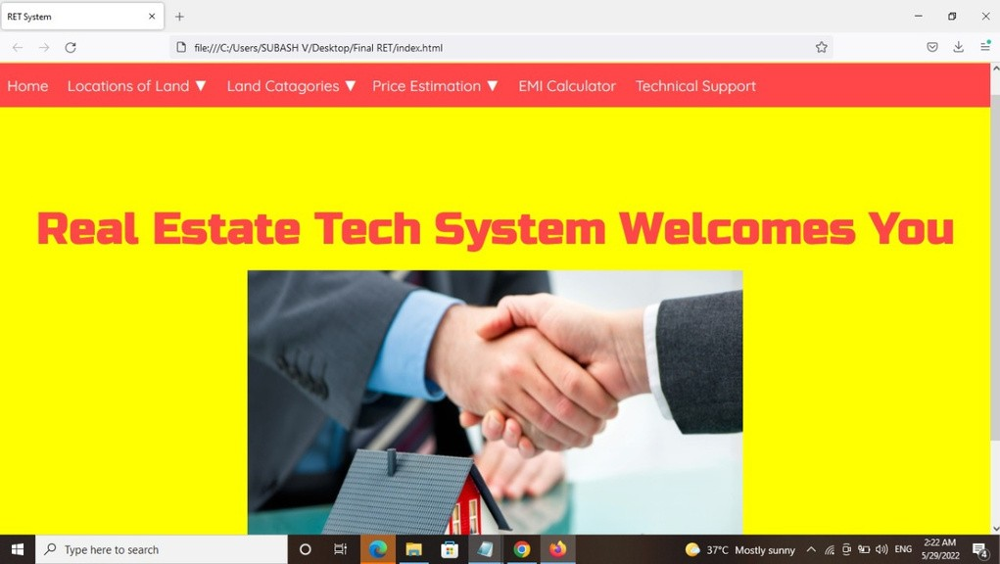 RET System
file:///C:/Users/SUBASH V/Desktop/Final RET/index.html
Home Locations of Land ▼ Land Catagories ▼ Price Estimation ▼ EMI Calculator Technical Support
Real Estate Tech System Welcomes You
Type here to search
37°C Mostly sunny
ENG
2:22 AM
5/29/2022
4